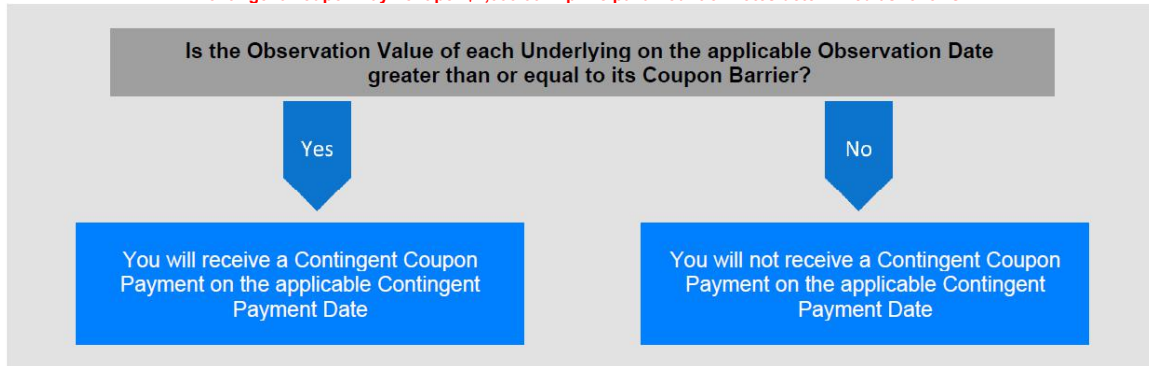 Is the Observation Value of each Underlying on the applicable Observation Date
greater than or equal to its Coupon Barrier?
Yes
No
You will receive a Contingent Coupon
Payment on the applicable Contingent
Payment Date
You will not receive a Contingent Coupon
Payment on the applicable Contingent
Payment Date